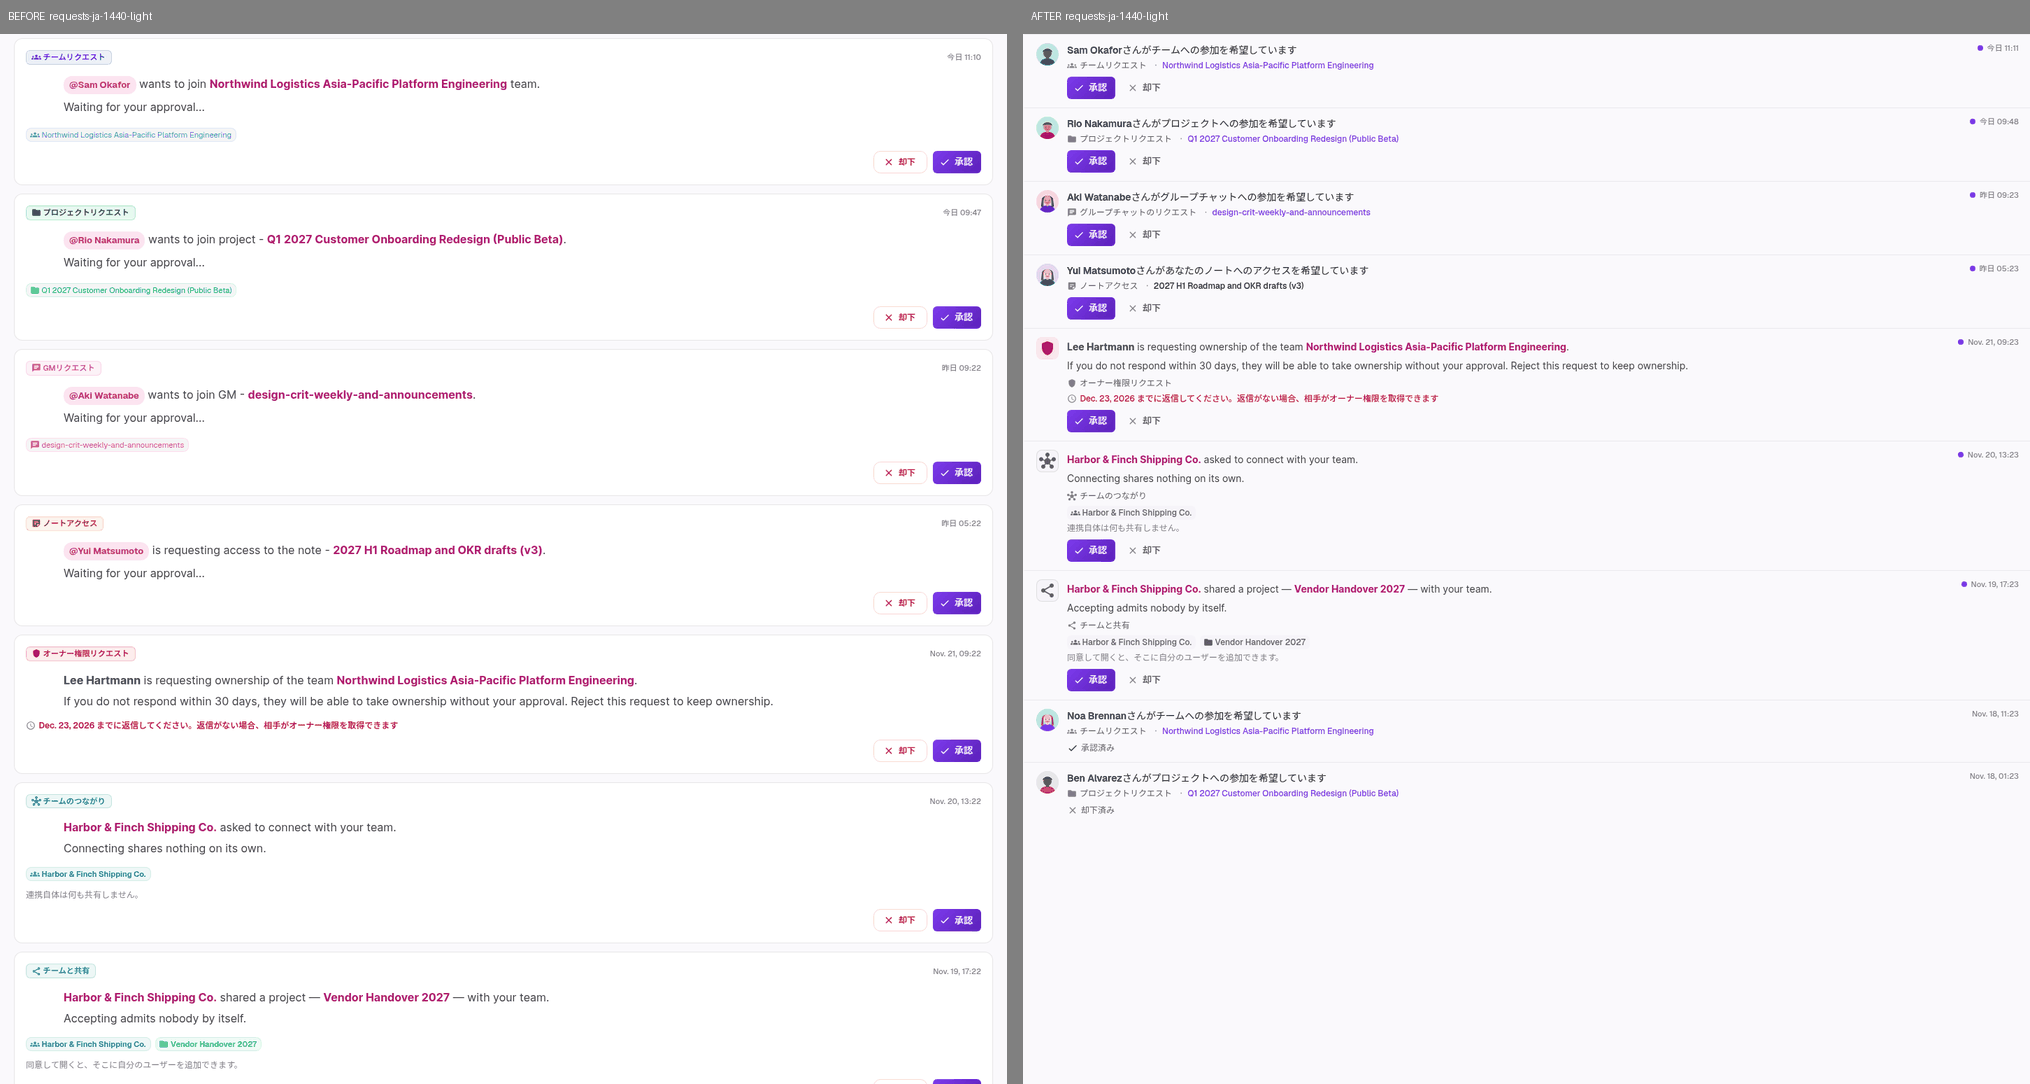 BEFORE requests-ja-1440-light
チームリクエスト
今日 11:10
@Sam Okafor wants to join Northwind Logistics Asia-Pacific Platform Engineering team.
Waiting for your approval...
Northwind Logistics Asia-Pacific Platform Engineering
却下 承認
プロジェクトリクエスト
今日 09:47
@Rio Nakamura wants to join project - Q1 2027 Customer Onboarding Redesign (Public Beta).
Waiting for your approval...
Q1 2027 Customer Onboarding Redesign (Public Beta)
却下 承認
GMリクエスト
昨日 09:22
@Aki Watanabe wants to join GM - design-crit-weekly-and-announcements.
Waiting for your approval...
design-crit-weekly-and-announcements
却下 承認
ノートアクセス
昨日 05:22
@Yui Matsumoto is requesting access to the note - 2027 H1 Roadmap and OKR drafts (v3).
Waiting for your approval...
却下 承認
オーナー権限リクエスト
Nov. 21, 09:22
Lee Hartmann is requesting ownership of the team Northwind Logistics Asia-Pacific Platform Engineering.
If you do not respond within 30 days, they will be able to take ownership without your approval. Reject this request to keep ownership.
Dec. 23, 2026 までに返信してください。返信がない場合、相手がオーナー権限を取得できます
却下 承認
チームのつながり
Nov. 20, 13:22
Harbor & Finch Shipping Co. asked to connect with your team.
Connecting shares nothing on its own.
Harbor & Finch Shipping Co.
連携自体は何も共有しません。
却下 承認
チームと共有
Nov. 19, 17:22
Harbor & Finch Shipping Co. shared a project — Vendor Handover 2027 — with your team.
Accepting admits nobody by itself.
Harbor & Finch Shipping Co. Vendor Handover 2027
同意して開くと、そこに自分のユーザーを追加できます。
AFTER requests-ja-1440-light
Sam Okaforさんがチームへの参加を希望しています
今日 11:11
チームリクエスト · Northwind Logistics Asia-Pacific Platform Engineering
承認 却下
Rio Nakamuraさんがプロジェクトへの参加を希望しています
今日 09:48
プロジェクトリクエスト · Q1 2027 Customer Onboarding Redesign (Public Beta)
承認 却下
Aki Watanabeさんがグループチャットへの参加を希望しています
昨日 09:23
グループチャットのリクエスト · design-crit-weekly-and-announcements
承認 却下
Yui Matsumotoさんがあなたのノートへのアクセスを希望しています
昨日 05:23
ノートアクセス · 2027 H1 Roadmap and OKR drafts (v3)
承認 却下
Lee Hartmann is requesting ownership of the team Northwind Logistics Asia-Pacific Platform Engineering.
Nov. 21, 09:23
If you do not respond within 30 days, they will be able to take ownership without your approval. Reject this request to keep ownership.
オーナー権限リクエスト
Dec. 23, 2026 までに返信してください。返信がない場合、相手がオーナー権限を取得できます
承認 却下
Harbor & Finch Shipping Co. asked to connect with your team.
Nov. 20, 13:23
Connecting shares nothing on its own.
チームのつながり
Harbor & Finch Shipping Co.
連携自体は何も共有しません。
承認 却下
Harbor & Finch Shipping Co. shared a project — Vendor Handover 2027 — with your team.
Nov. 19, 17:23
Accepting admits nobody by itself.
チームと共有
Harbor & Finch Shipping Co. Vendor Handover 2027
同意して開くと、そこに自分のユーザーを追加できます。
承認 却下
Noa Brennanさんがチームへの参加を希望しています
Nov. 18, 11:23
チームリクエスト · Northwind Logistics Asia-Pacific Platform Engineering
承認済み
Ben Alvarezさんがプロジェクトへの参加を希望しています
Nov. 18, 01:23
プロジェクトリクエスト · Q1 2027 Customer Onboarding Redesign (Public Beta)
却下済み